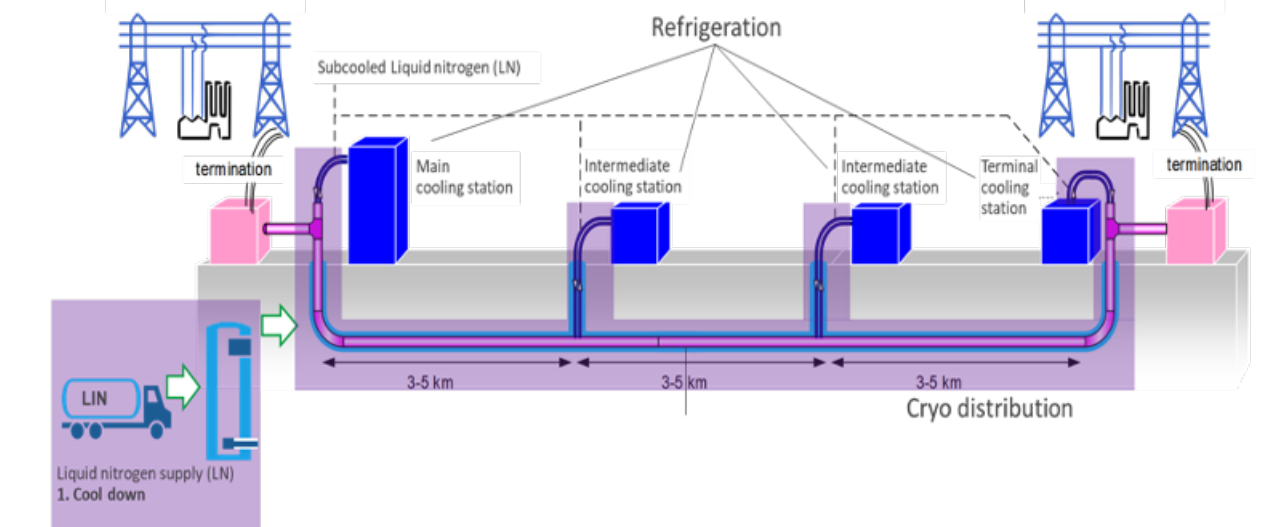 Refrigeration
Subcooled Liquid nitrogen (LN)
termination
Main
cooling station
Intermediate
cooling station
Intermediate
cooling station
Terminal
cooling
station
termination
3-5 km
3-5 km
3-5 km
Cryo distribution
LIN
Liquid nitrogen supply (LN)
1. Cool down